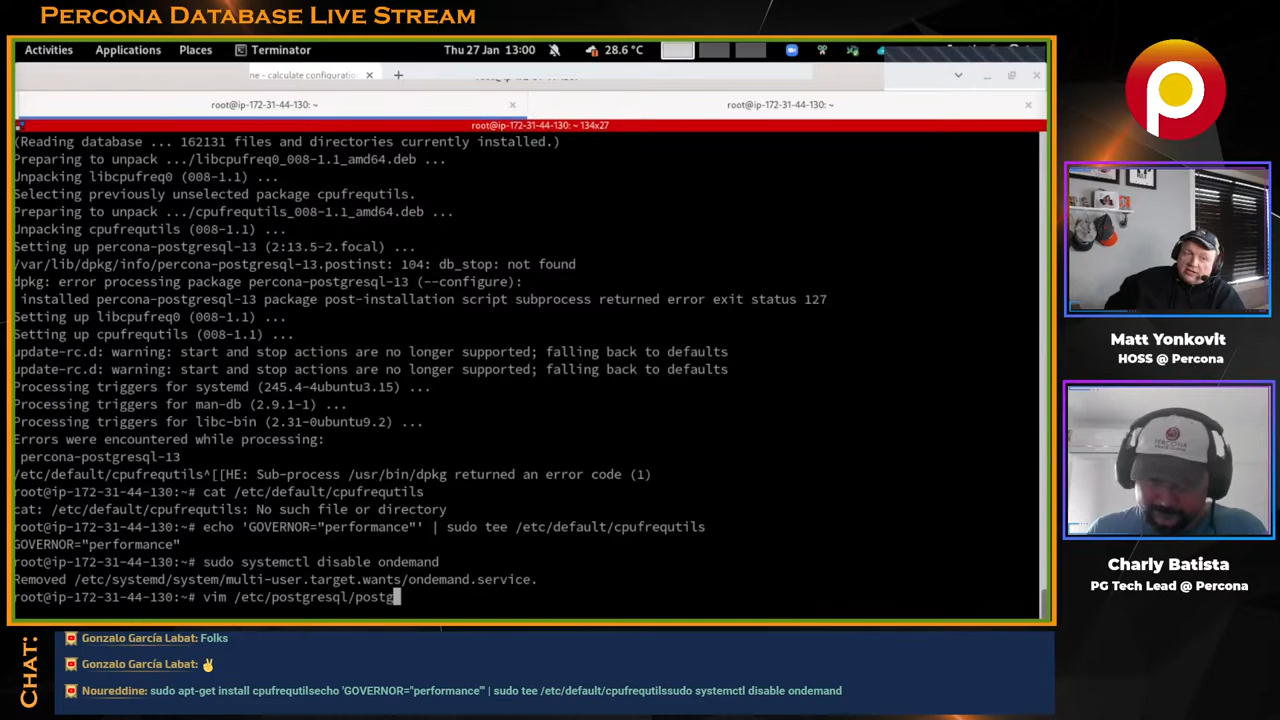 PERCONA DATABASE LIVE STREAM
Activities Applications Places Terminator Thu 27 Jan 13:00 28.6 °C
ne - calculate configuratio
root@ip-172-31-44-130: ~
root@ip-172-31-44-130: ~
root@ip-172-31-44-130: ~ 134x27
(Reading database ... 162131 files and directories currently installed.)
Preparing to unpack .../libcpufreq0_008-1.1_amd64.deb ...
Unpacking libcpufreq0 (008-1.1) ...
Selecting previously unselected package cpufrequtils.
Preparing to unpack .../cpufrequtils_008-1.1_amd64.deb ...
Unpacking cpufrequtils (008-1.1) ...
Setting up percona-postgresql-13 (2:13.5-2.focal) ...
/var/lib/dpkg/info/percona-postgresql-13.postinst: 104: db_stop: not found
dpkg: error processing package percona-postgresql-13 (--configure):
installed percona-postgresql-13 package post-installation script subprocess returned error exit status 127
Setting up libcpufreq0 (008-1.1) ...
Setting up cpufrequtils (008-1.1) ...
update-rc.d: warning: start and stop actions are no longer supported; falling back to defaults
update-rc.d: warning: start and stop actions are no longer supported; falling back to defaults
Processing triggers for systemd (245.4-4ubuntu3.15) ...
Processing triggers for man-db (2.9.1-1) ...
Processing triggers for libc-bin (2.31-0ubuntu9.2) ...
Errors were encountered while processing:
percona-postgresql-13
/etc/default/cpufrequtils^[[HE: Sub-process /usr/bin/dpkg returned an error code (1)
root@ip-172-31-44-130:~# cat /etc/default/cpufrequtils
cat: /etc/default/cpufrequtils: No such file or directory
root@ip-172-31-44-130:~# echo 'GOVERNOR="performance"' | sudo tee /etc/default/cpufrequtils
GOVERNOR="performance"
root@ip-172-31-44-130:~# sudo systemctl disable ondemand
Removed /etc/systemd/system/multi-user.target.wants/ondemand.service.
root@ip-172-31-44-130:~# vim /etc/postgresql/postg
Matt Yonkovit
HOSS @ Percona
Charly Batista
PG Tech Lead @ Percona
CHAT:
Gonzalo García Labat: Folks
Gonzalo García Labat: ✌
Noureddine: sudo apt-get install cpufrequtilsecho 'GOVERNOR="performance"' | sudo tee /etc/default/cpufrequtilssudo systemctl disable ondemand